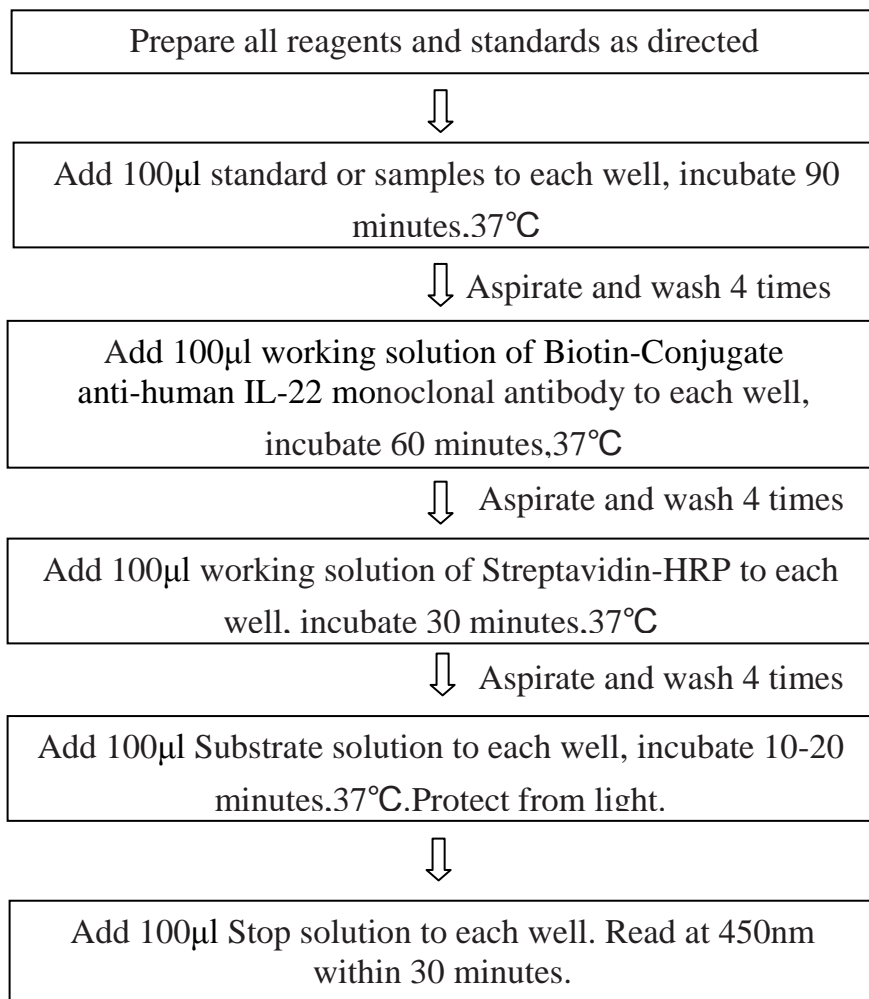 Prepare all reagents and standards as directed
Add 100μl standard or samples to each well, incubate 90
minutes,37℃
Aspirate and wash 4 times
Add 100μl working solution of Biotin-Conjugate
anti-human IL-22 monoclonal antibody to each well,
incubate 60 minutes,37℃
Aspirate and wash 4 times
Add 100μl working solution of Streptavidin-HRP to each
well, incubate 30 minutes,37℃
Aspirate and wash 4 times
Add 100μl Substrate solution to each well, incubate 10-20
minutes,37℃.Protect from light.
Add 100μl Stop solution to each well. Read at 450nm
within 30 minutes.